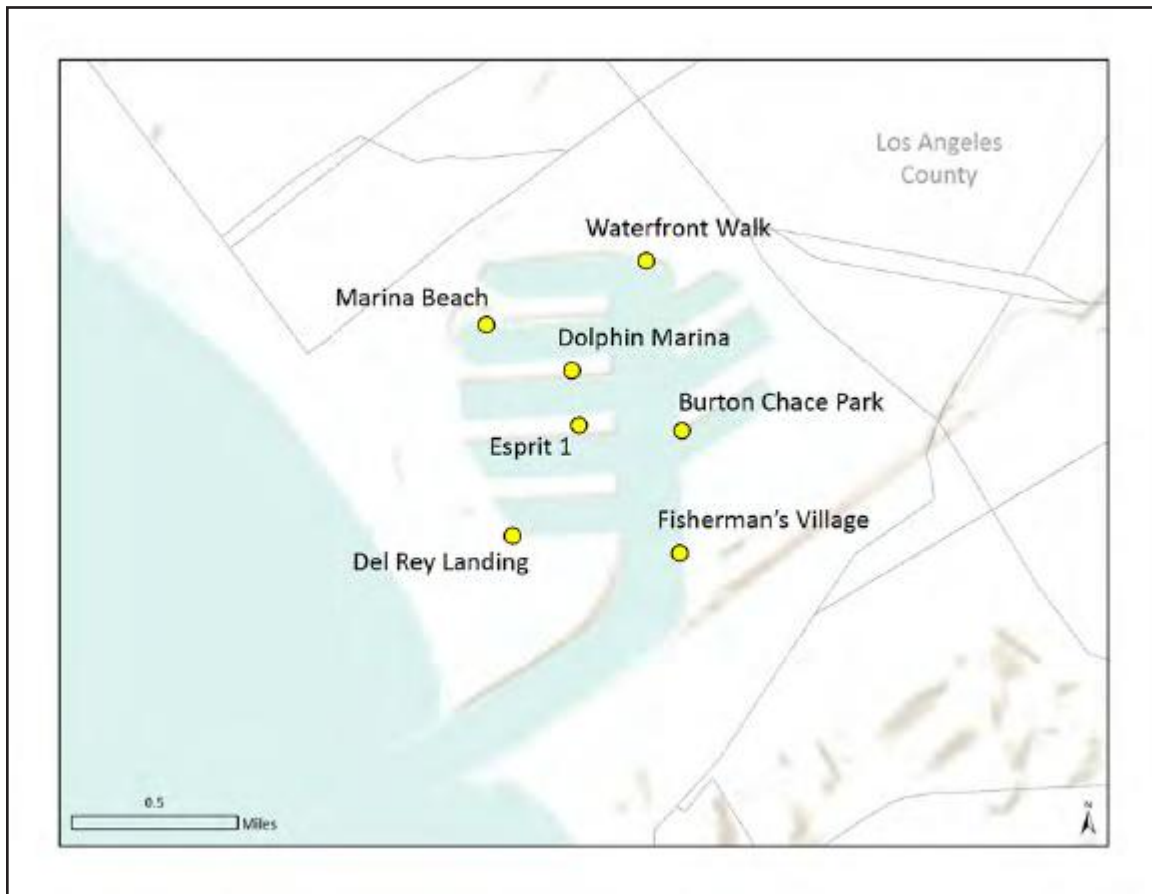 Los Angeles
County
Waterfront Walk
Marina Beach
Dolphin Marina
Burton Chace Park
Esprit 1
Fisherman's Village
Del Rey Landing
0.5
Miles
N